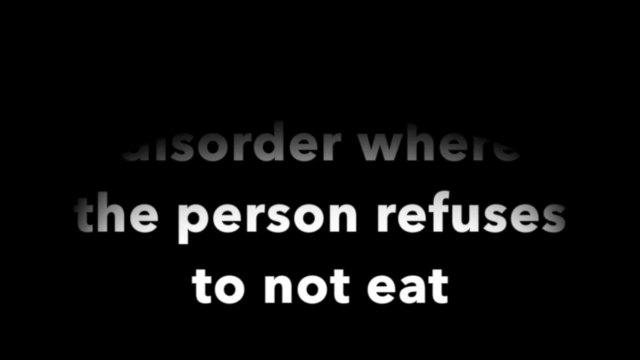 disorder where
the person refuses
to not eat